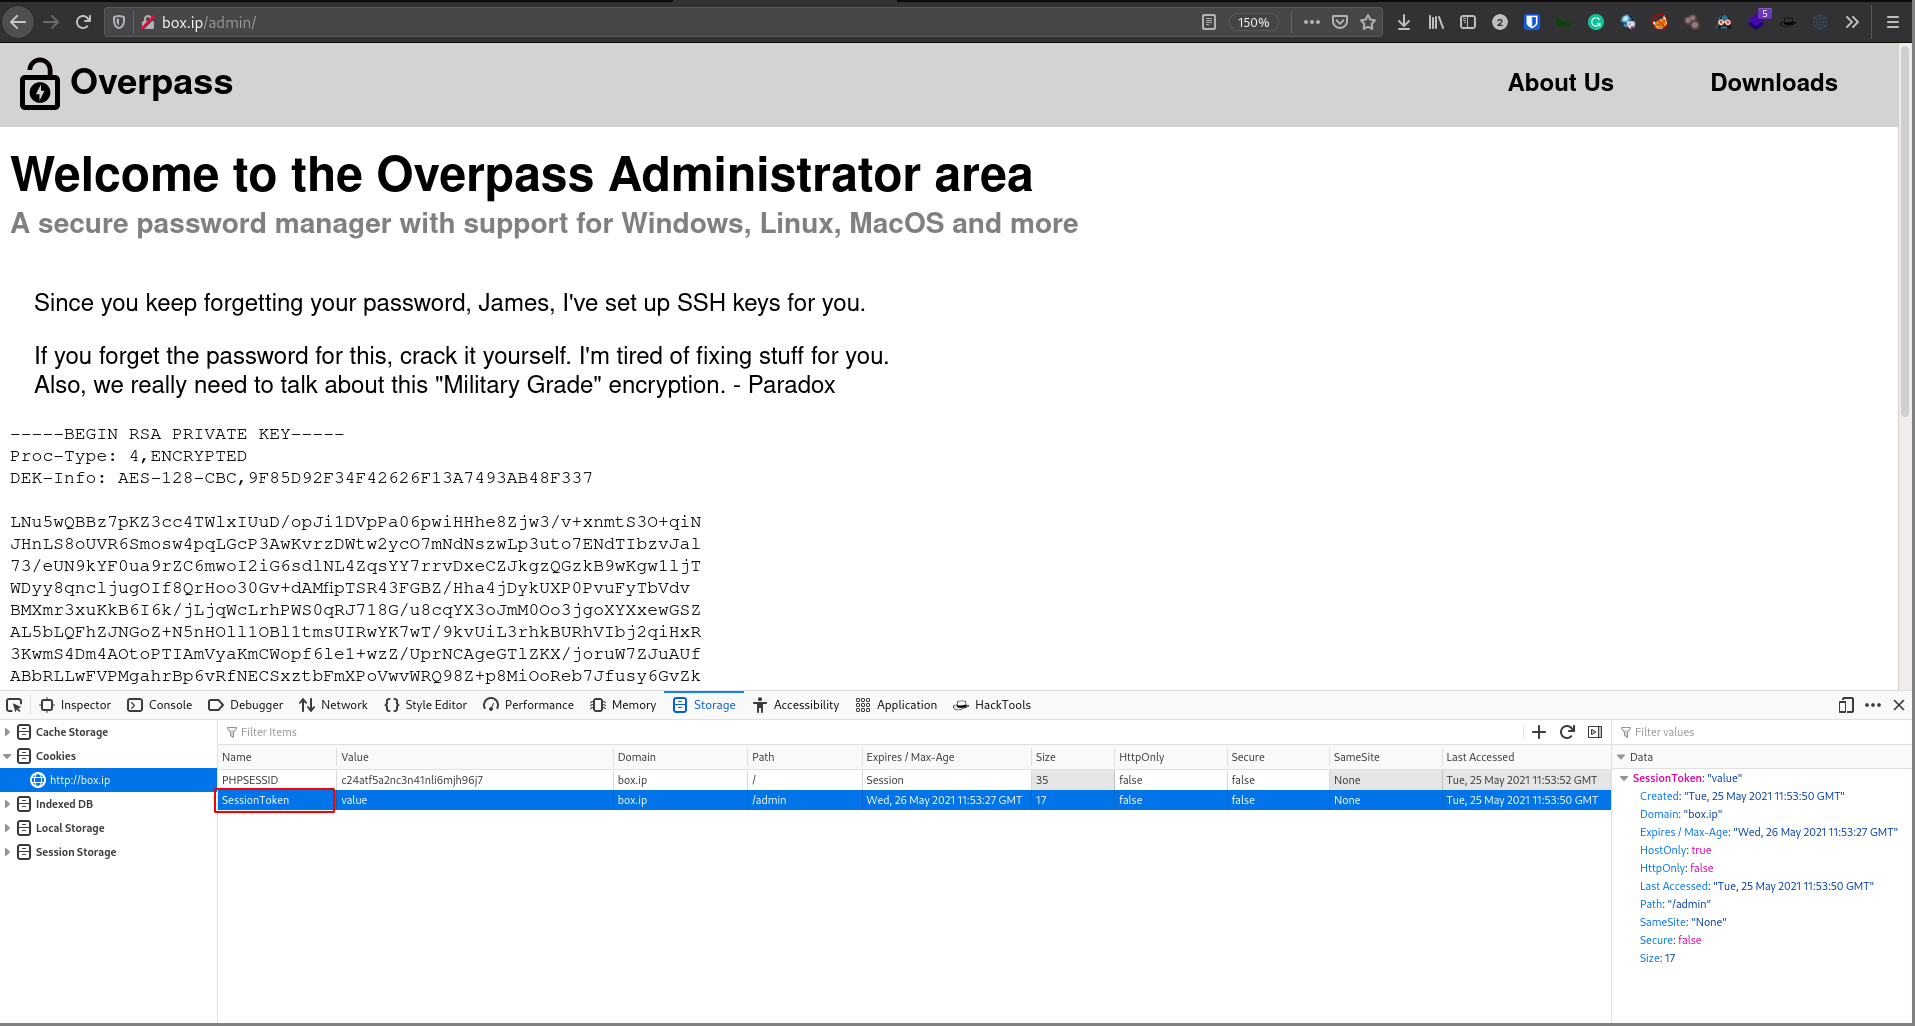 box.ip/admin/
150%
2
5
Overpass
About Us
Downloads
Welcome to the Overpass Administrator area
A secure password manager with support for Windows, Linux, MacOS and more
Since you keep forgetting your password, James, I've set up SSH keys for you.
If you forget the password for this, crack it yourself. I'm tired of fixing stuff for you.
Also, we really need to talk about this "Military Grade" encryption. - Paradox
-----BEGIN RSA PRIVATE KEY-----
Proc-Type: 4,ENCRYPTED
DEK-Info: AES-128-CBC,9F85D92F34F42626F13A7493AB48F337
LNu5wQBBz7pKZ3cc4TWlxIUuD/opJi1DVpPa06pwiHHhe8Zjw3/v+xnmtS3O+qiN
JHnLS8oUVR6Smosw4pqLGcP3AwKvrzDWtw2ycO7mNdNszwLp3uto7ENdTIbzvJal
73/eUN9kYF0ua9rZC6mwoI2iG6sdlNL4ZqsYY7rrvDxeCZJkgzQGzkB9wKgw1ljT
WDyy8qncljugOIf8QrHoo30Gv+dAMfipTSR43FGBZ/Hha4jDykUXP0PvuFyTbVdv
BMXmr3xuKkB6I6k/jLjqWcLrhPWS0qRJ718G/u8cqYX3oJmM0Oo3jgoXYXxewGSZ
AL5bLQFhZJNGoZ+N5nHOll1OBl1tmsUIRwYK7wT/9kvUiL3rhkBURhVIbj2qiHxR
3KwmS4Dm4AOtoPTIAmVyaKmCWopf6le1+wzZ/UprNCAgeGTlZKX/joruW7ZJuAUf
ABbRLLwFVPMgahrBp6vRfNECSxztbFmXPoVwvWRQ98Z+p8MiOoReb7Jfusy6GvZk
Inspector Console Debugger Network Style Editor Performance Memory Storage Accessibility Application HackTools
Cache Storage
Cookies
http://box.ip
Indexed DB
Local Storage
Session Storage
Filter Items
Name Value Domain Path Expires / Max-Age Size HttpOnly Secure SameSite Last Accessed
PHPSESSID c24atf5a2nc3n41nli6mjh96j7 box.ip / Session 35 false false None Tue, 25 May 2021 11:53:52 GMT
SessionToken value box.ip /admin Wed, 26 May 2021 11:53:27 GMT 17 false false None Tue, 25 May 2021 11:53:50 GMT
Filter values
Data
SessionToken: "value"
Created: "Tue, 25 May 2021 11:53:50 GMT"
Domain: "box.ip"
Expires / Max-Age: "Wed, 26 May 2021 11:53:27 GMT"
HostOnly: true
HttpOnly: false
Last Accessed: "Tue, 25 May 2021 11:53:50 GMT"
Path: "/admin"
SameSite: "None"
Secure: false
Size: 17